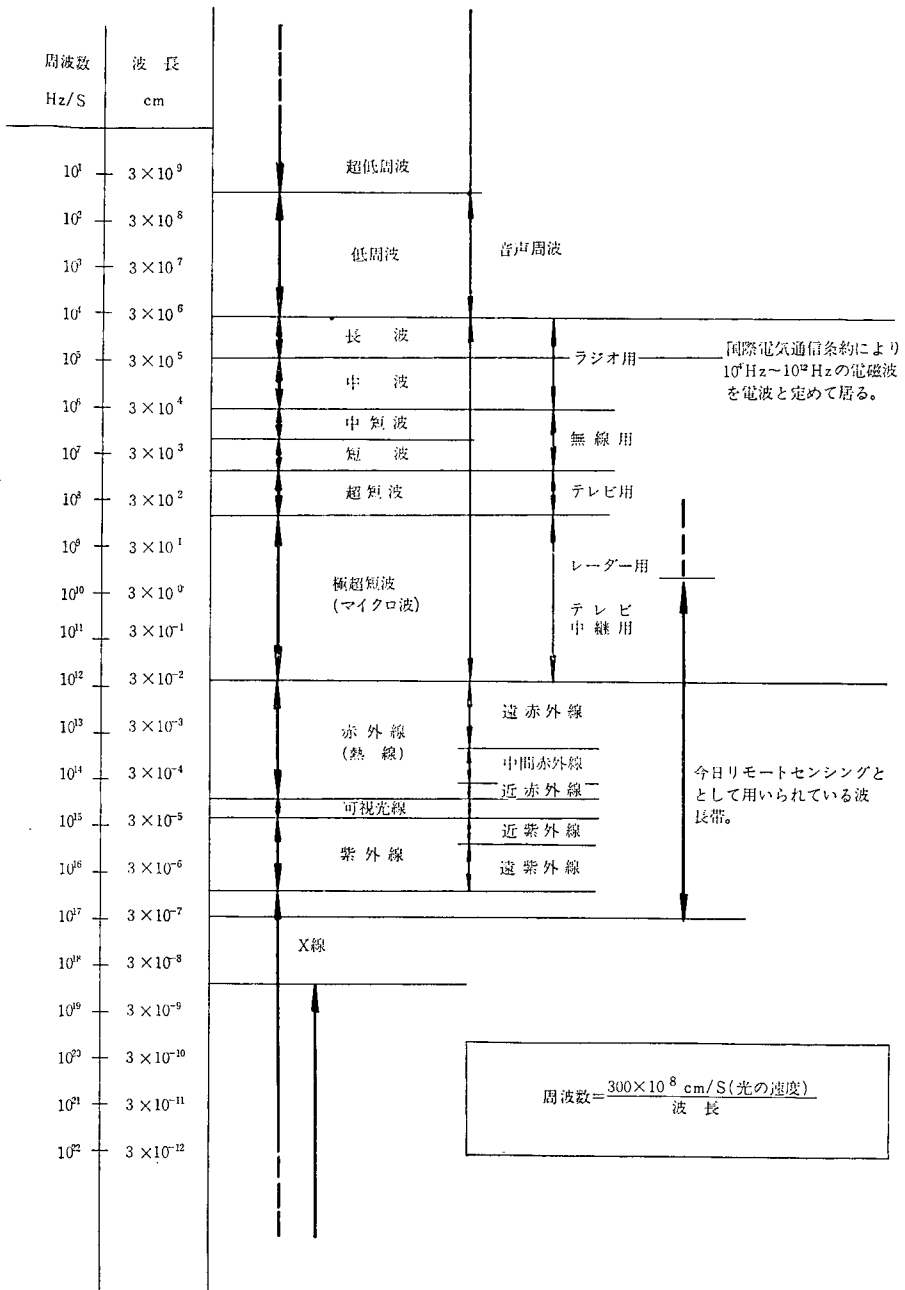 周波数 波長
Hz/S cm
10¹ 3×10⁹
10² 3×10⁸
10³ 3×10⁷
10⁴ 3×10⁶
10⁵ 3×10⁵
10⁶ 3×10⁴
10⁷ 3×10³
10⁸ 3×10²
10⁹ 3×10¹
10¹⁰ 3×10⁰
10¹¹ 3×10⁻¹
10¹² 3×10⁻²
10¹³ 3×10⁻³
10¹⁴ 3×10⁻⁴
10¹⁵ 3×10⁻⁵
10¹⁶ 3×10⁻⁶
10¹⁷ 3×10⁻⁷
10¹⁸ 3×10⁻⁸
10¹⁹ 3×10⁻⁹
10²⁰ 3×10⁻¹⁰
10²¹ 3×10⁻¹¹
10²² 3×10⁻¹²
超低周波
低周波
長波
中波
中短波
短波
超短波
極超短波
(マイクロ波)
赤外線
(熱線)
可視光線
紫外線
X線
音声周波
遠赤外線
中間赤外線
近赤外線
近紫外線
遠紫外線
ラジオ用
無線用
テレビ用
レーダー用
テレビ
中継用
国際電気通信条約により
10⁴Hz～10¹²Hzの電磁波
を電波と定めて居る。
今日リモートセンシングと
として用いられている波
長帯。
周波数=300×10⁸ cm/S(光の速度)
波長